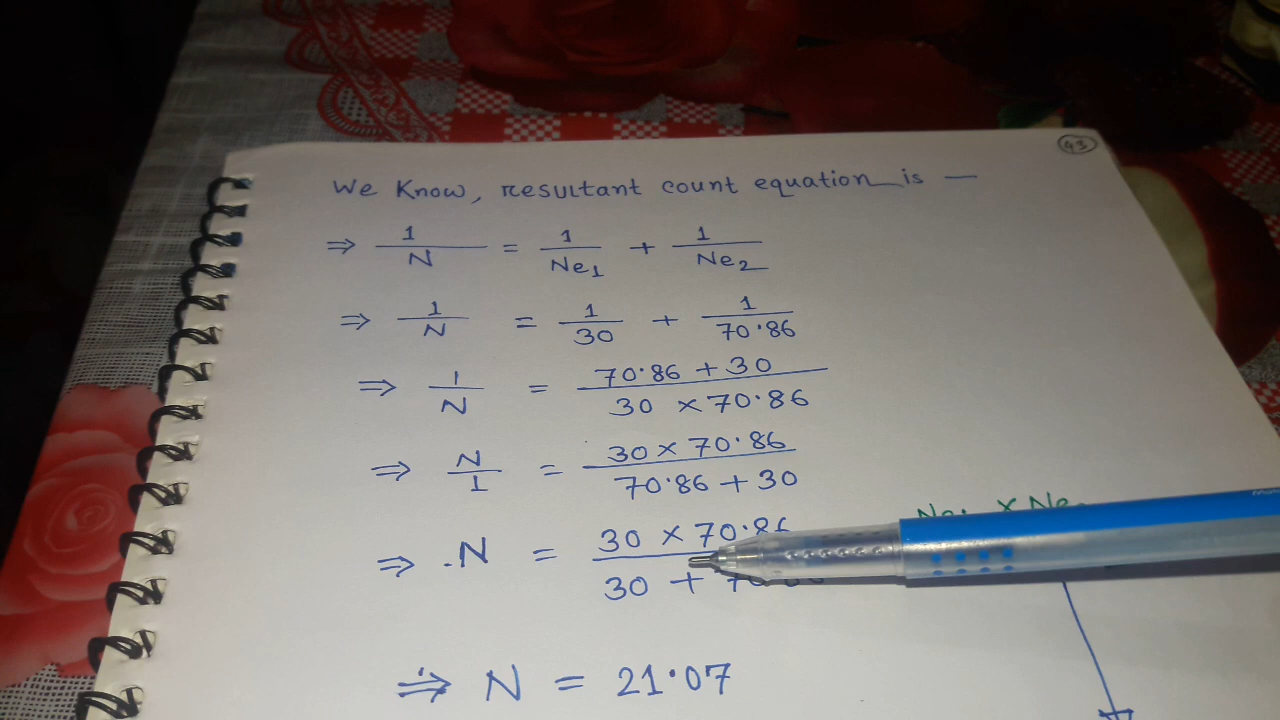 43
We Know, resultant count equation is —
⇒ 1/N = 1/Ne₁ + 1/Ne₂
⇒ 1/N = 1/30 + 1/70.86
⇒ 1/N = (70.86 + 30)/(30 × 70.86)
⇒ N/1 = (30 × 70.86)/(70.86 + 30)
⇒ N = (30 × 70.86)/(30 +
⇒ N = 21.07